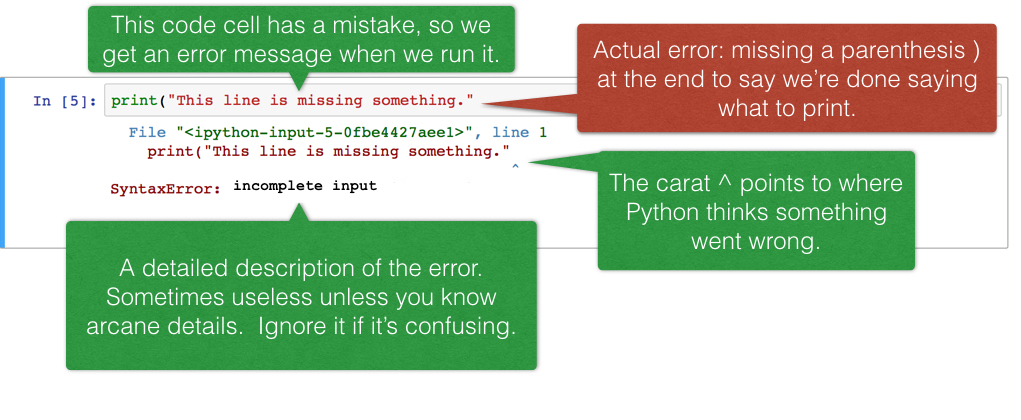 This code cell has a mistake, so we
get an error message when we run it.
Actual error: missing a parenthesis )
at the end to say we’re done saying
what to print.
In [5]: print("This line is missing something."
File "<ipython-input-5-0fbe4427aee1>", line 1
print("This line is missing something."
^
SyntaxError: incomplete input
The carat ^ points to where
Python thinks something
went wrong.
A detailed description of the error.
Sometimes useless unless you know
arcane details.  Ignore it if it’s confusing.